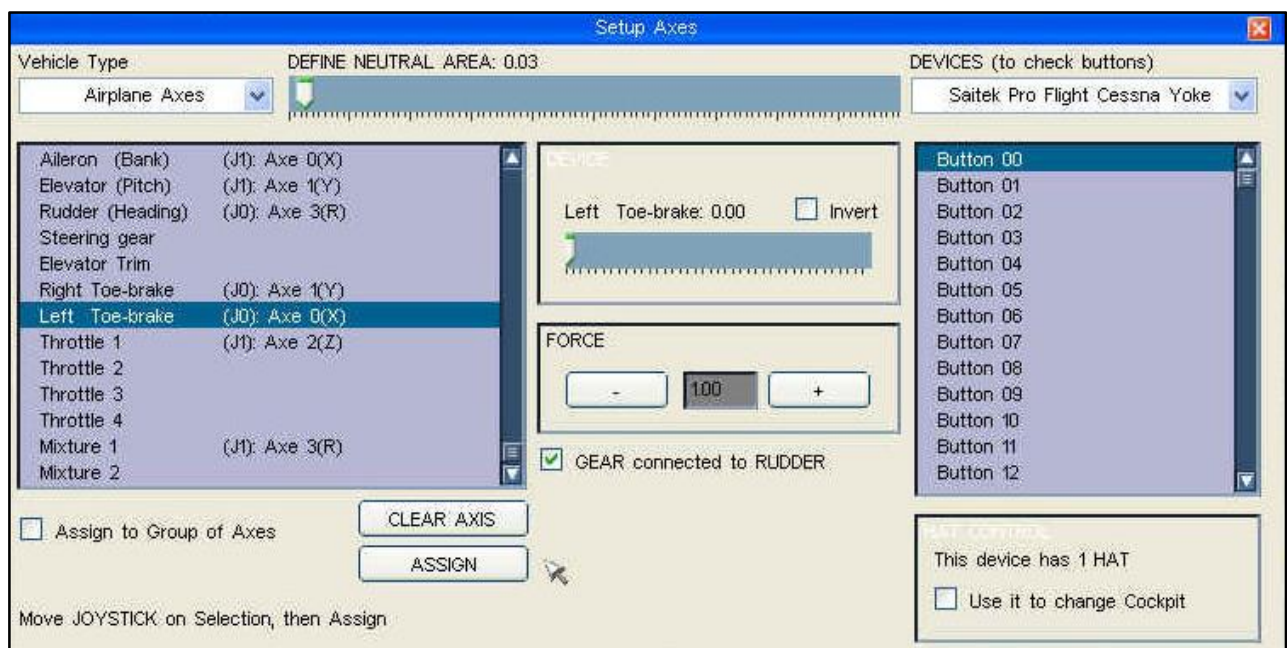 Setup Axes
Vehicle Type
DEFINE NEUTRAL AREA: 0.03
DEVICES (to check buttons)
Airplane Axes
Saitek Pro Flight Cessna Yoke
Aileron (Bank) (J1): Axe 0(X)
Elevator (Pitch) (J1): Axe 1(Y)
Rudder (Heading) (J0): Axe 3(R)
Steering gear
Elevator Trim
Right Toe-brake (J0): Axe 1(Y)
Left Toe-brake (J0): Axe 0(X)
Throttle 1 (J1): Axe 2(Z)
Throttle 2
Throttle 3
Throttle 4
Mixture 1 (J1): Axe 3(R)
Mixture 2
Assign to Group of Axes
CLEAR AXIS
ASSIGN
Move JOYSTICK on Selection, then Assign
DEVICE
Left Toe-brake: 0.00
Invert
FORCE
- 1.00 +
GEAR connected to RUDDER
Button 00
Button 01
Button 02
Button 03
Button 04
Button 05
Button 06
Button 07
Button 08
Button 09
Button 10
Button 11
Button 12
HAT CONTROL
This device has 1 HAT
Use it to change Cockpit